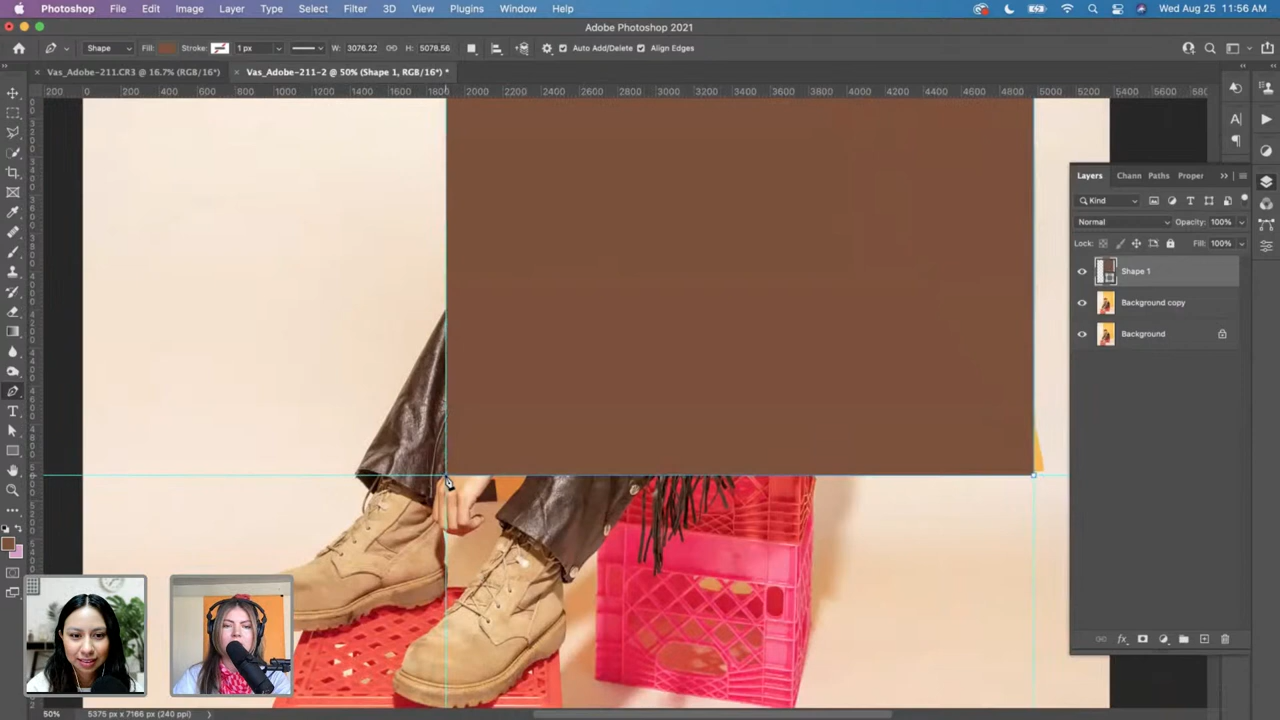 Photoshop File Edit Image Layer Type Select Filter 3D View Plugins Window Help Wed Aug 25 11:56 AM
Adobe Photoshop 2021
Shape Fill: Stroke: 1 px W: 3076.22 H: 5078.56 Auto Add/Delete Align Edges
Vas_Adobe-211.CR3 @ 16.7% (RGB/16*) Vas_Adobe-211-2 @ 50% (Shape 1, RGB/16*) *
200 0 200 400 600 800 1000 1200 1400 1600 1800 2000 2200 2400 2600 2800 3000 3200 3400 3600 3800 4000 4200 4400 4600 4800 5000 5200 5400 5600
Layers Chann Paths Proper
Kind
Normal Opacity: 100%
Lock: Fill: 100%
Shape 1
Background copy
Background
50% 5375 px x 7166 px (240 ppi)